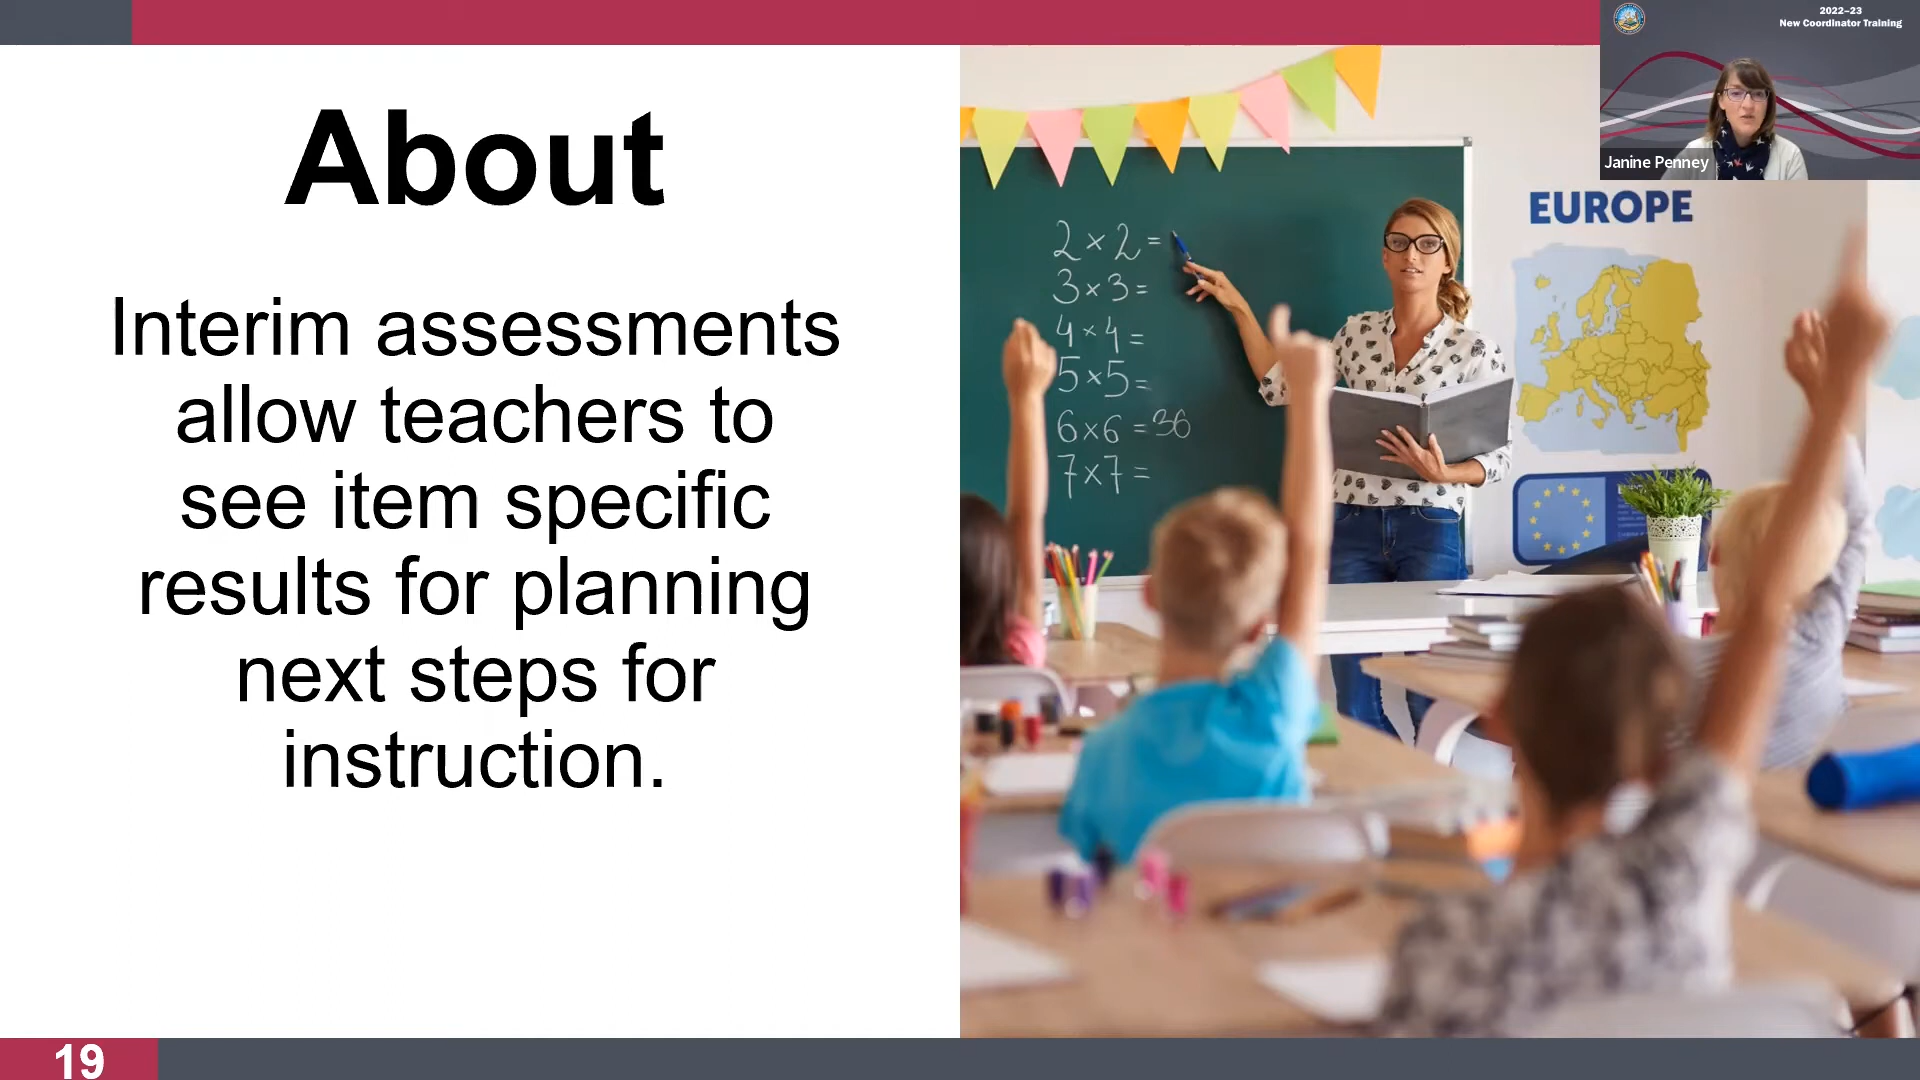 2022–23
New Coordinator Training
Janine Penney
About
Interim assessments
allow teachers to
see item specific
results for planning
next steps for
instruction.
2 × 2 =
3 × 3 =
4 × 4 =
5 × 5 =
6 × 6 = 36
7 × 7 =
EUROPE
19